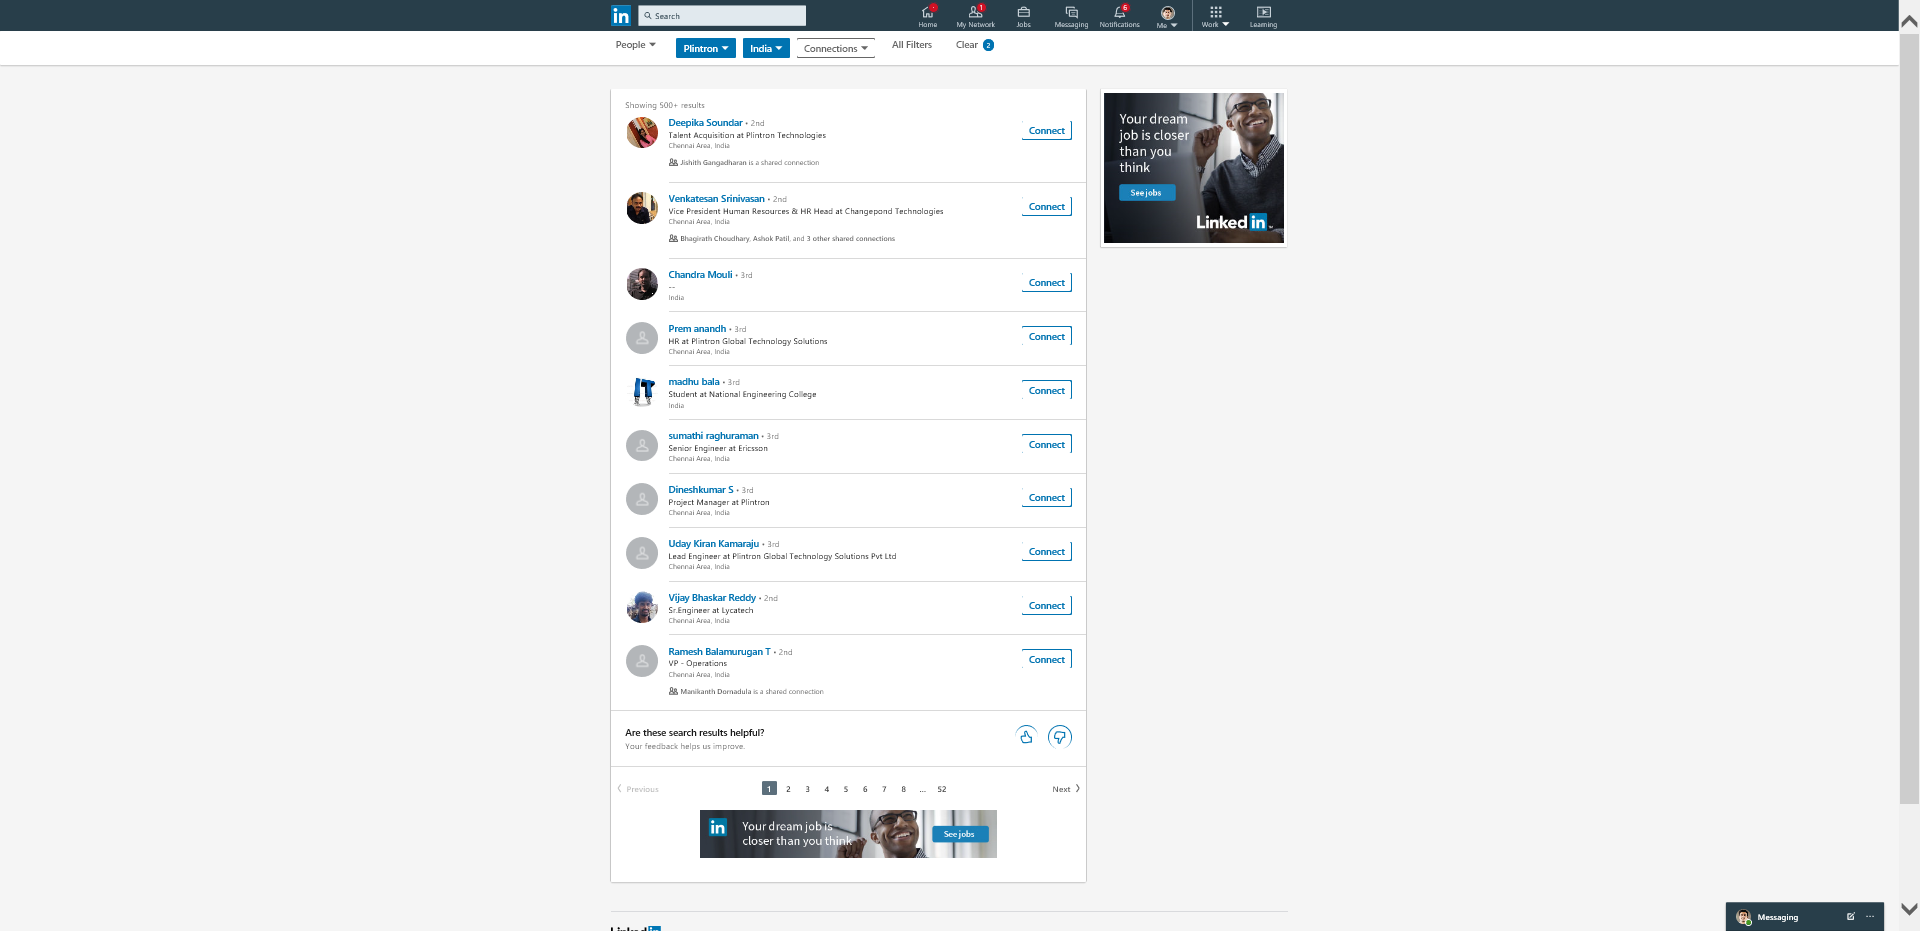 in Search Home 1 My Network Jobs Messaging 6 Notifications Me Work Learning
People Plintron India Connections All Filters Clear 2
Showing 500+ results
Deepika Soundar • 2nd
Talent Acquisition at Plintron Technologies
Chennai Area, India
Jishith Gangadharan is a shared connection
Connect
Venkatesan Srinivasan • 2nd
Vice President Human Resources & HR Head at Changepond Technologies
Chennai Area, India
Bhagirath Choudhary, Ashok Patil, and 3 other shared connections
Connect
Chandra Mouli • 3rd
--
India
Connect
Prem anandh • 3rd
HR at Plintron Global Technology Solutions
Chennai Area, India
Connect
IT
madhu bala • 3rd
Student at National Engineering College
India
Connect
sumathi raghuraman • 3rd
Senior Engineer at Ericsson
Chennai Area, India
Connect
Dineshkumar S • 3rd
Project Manager at Plintron
Chennai Area, India
Connect
Uday Kiran Kamaraju • 3rd
Lead Engineer at Plintron Global Technology Solutions Pvt Ltd
Chennai Area, India
Connect
Vijay Bhaskar Reddy • 2nd
Sr.Engineer at Lycatech
Chennai Area, India
Connect
Ramesh Balamurugan T • 2nd
VP - Operations
Chennai Area, India
Manikanth Dornadula is a shared connection
Connect
Are these search results helpful?
Your feedback helps us improve.
Previous 1 2 3 4 5 6 7 8 ... 52 Next
in
Your dream job is
closer than you think
See jobs
Your dream
job is closer
than you
think
See jobs
Linked in
Linked in
Messaging